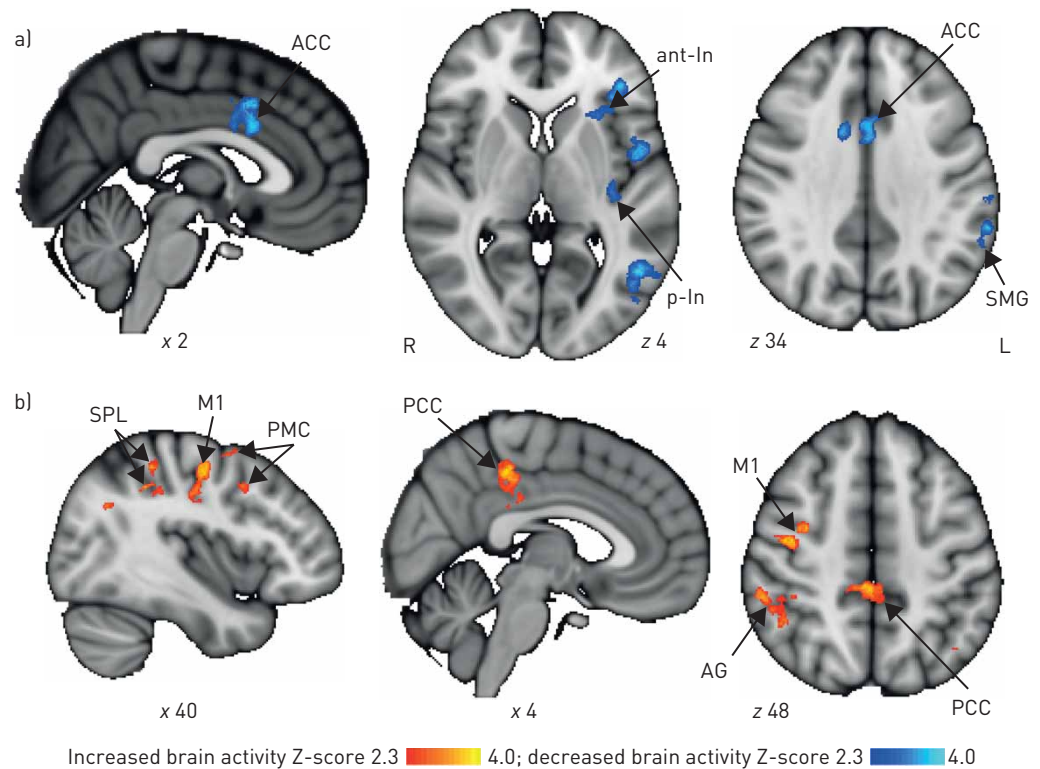 a)
ACC
x 2
ant-In
p-In
R
z 4
ACC
SMG
z 34
L
b)
SPL
M1
PMC
x 40
PCC
x 4
M1
AG
PCC
z 48
Increased brain activity Z-score 2.3 4.0; decreased brain activity Z-score 2.3 4.0